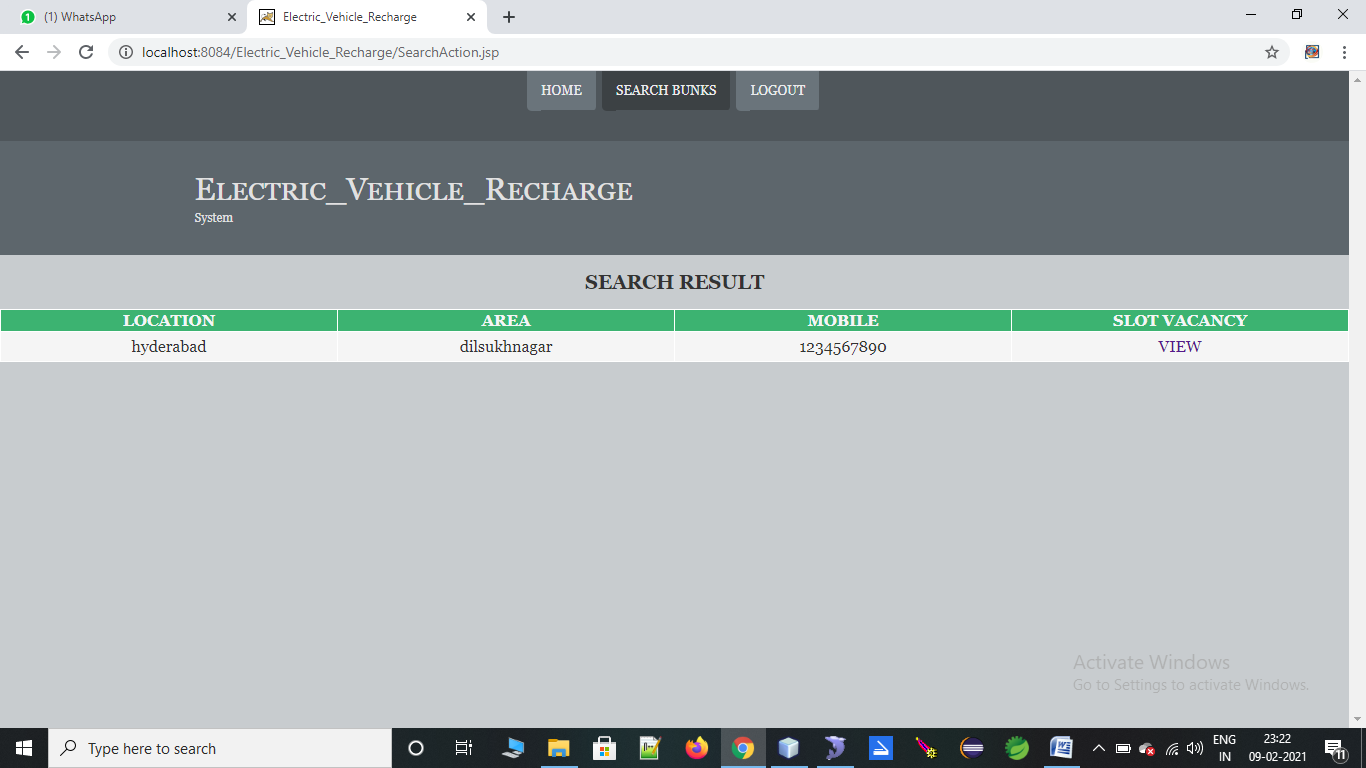 (1) WhatsApp
Electric_Vehicle_Recharge
localhost:8084/Electric_Vehicle_Recharge/SearchAction.jsp
HOME SEARCH BUNKS LOGOUT
Electric_Vehicle_Recharge
System
SEARCH RESULT
LOCATION AREA MOBILE SLOT VACANCY
hyderabad dilsukhnagar 1234567890 VIEW
Activate Windows
Go to Settings to activate Windows.
Type here to search
ENG
IN
23:22
09-02-2021
11